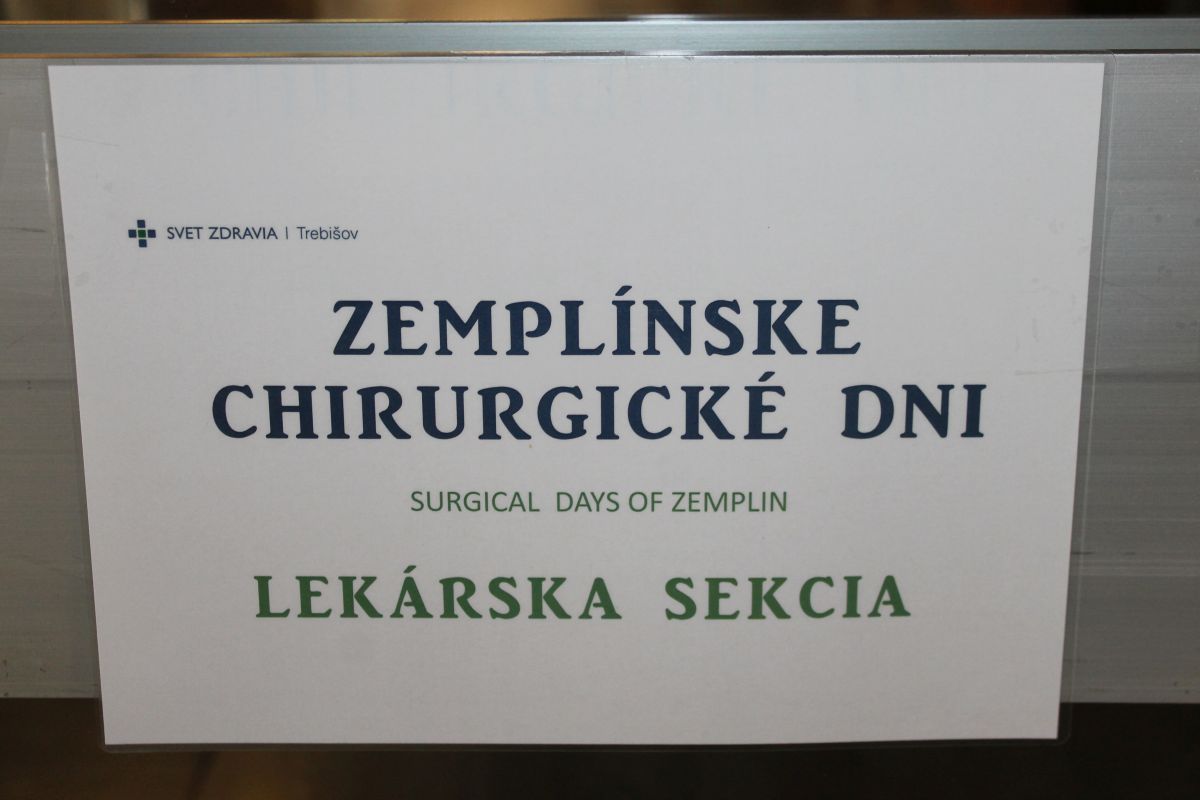 SVET ZDRAVIA | Trebišov
ZEMPLÍNSKE
CHIRURGICKÉ DNI
SURGICAL DAYS OF ZEMPLIN
LEKÁRSKA SEKCIA